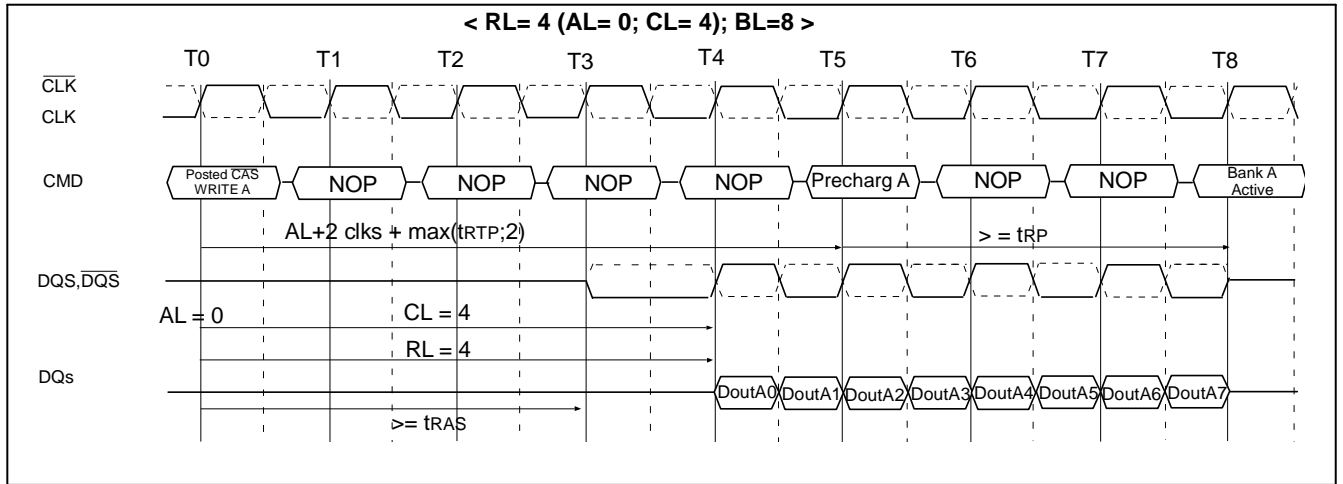 < RL= 4 (AL= 0; CL= 4); BL=8 >
T0 T1 T2 T3 T4 T5 T6 T7 T8
CLK
CLK
CMD
Posted CAS
WRITE A
NOP NOP NOP NOP Precharg A NOP NOP
Bank A
Active
AL+2 clks + max(tRTP;2)
> = tRP
DQS,DQS
AL = 0
CL = 4
RL = 4
DQs
DoutA0 DoutA1 DoutA2 DoutA3 DoutA4 DoutA5 DoutA6 DoutA7
>= tRAS